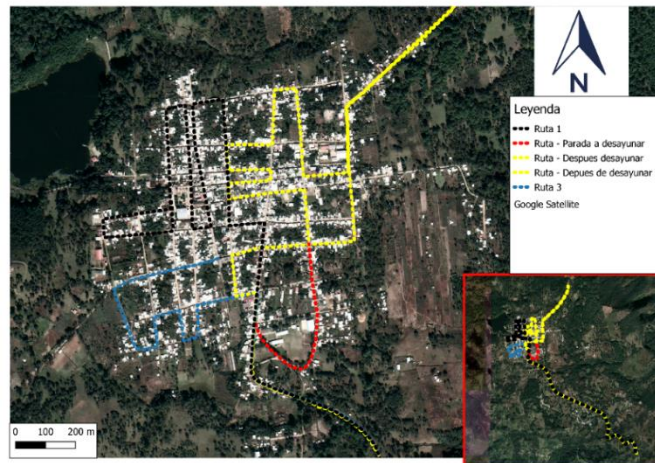 N
Leyenda
Ruta 1
Ruta - Parada a desayunar
Ruta - Despues desayunar
Ruta - Depues de desayunar
Ruta 3
Google Satellite
0 100 200 m